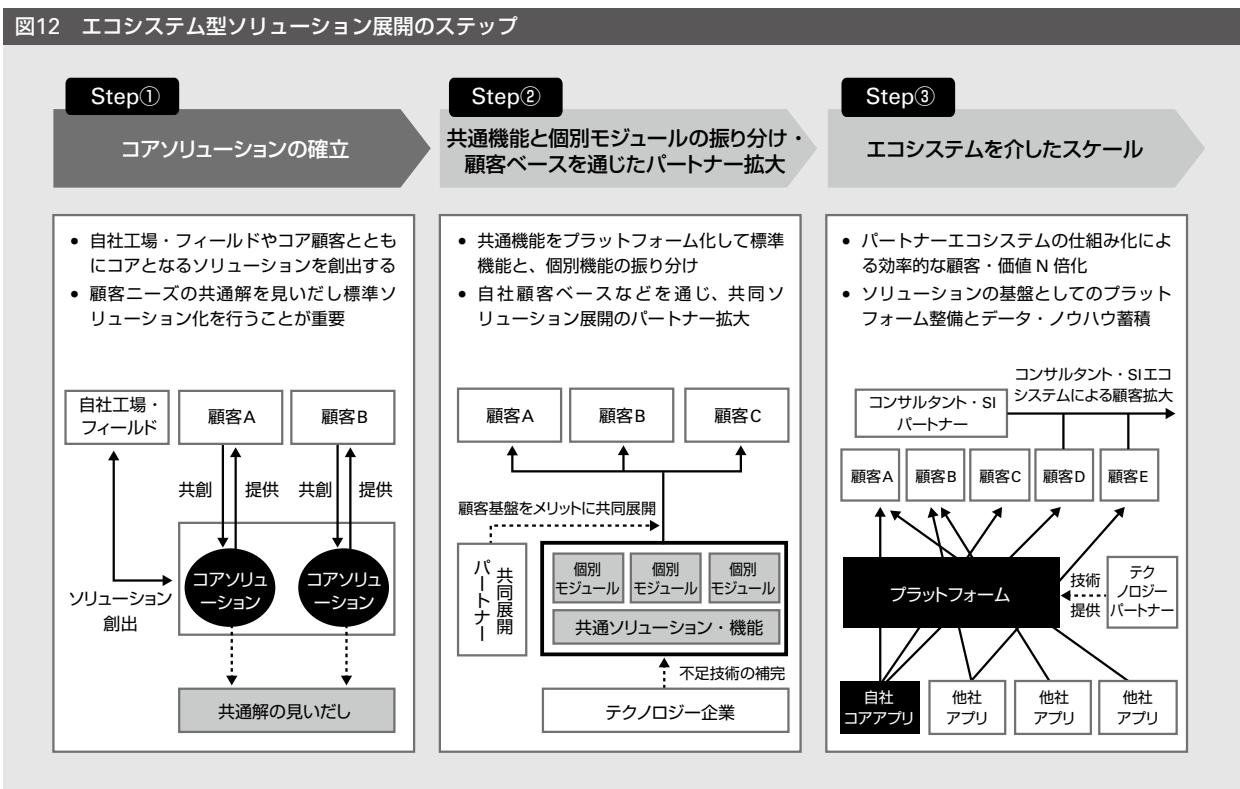 図12　エコシステム型ソリューション展開のステップ
Step①
コアソリューションの確立
● 自社工場・フィールドやコア顧客ととも
にコアとなるソリューションを創出する
● 顧客ニーズの共通解を見いだし標準ソ
リューション化を行うことが重要
自社工場・
フィールド
顧客A
顧客B
共創
提供
共創
提供
コアソリュ
ーション
コアソリュ
ーション
ソリューション
創出
共通解の見いだし
Step②
共通機能と個別モジュールの振り分け・
顧客ベースを通じたパートナー拡大
● 共通機能をプラットフォーム化して標準
機能と、個別機能の振り分け
● 自社顧客ベースなどを通じ、共同ソ
リューション展開のパートナー拡大
顧客A
顧客B
顧客C
顧客基盤をメリットに共同展開
共同展開
パートナー
個別
モジュール
個別
モジュール
個別
モジュール
共通ソリューション・機能
不足技術の補完
テクノロジー企業
Step③
エコシステムを介したスケール
● パートナーエコシステムの仕組み化によ
る効率的な顧客・価値 N 倍化
● ソリューションの基盤としてのプラット
フォーム整備とデータ・ノウハウ蓄積
コンサルタント・SIエコ
システムによる顧客拡大
コンサルタント・SI
パートナー
顧客A
顧客B
顧客C
顧客D
顧客E
プラットフォーム
技術
提供
テク
ノロジー
パートナー
自社
コアアプリ
他社
アプリ
他社
アプリ
他社
アプリ